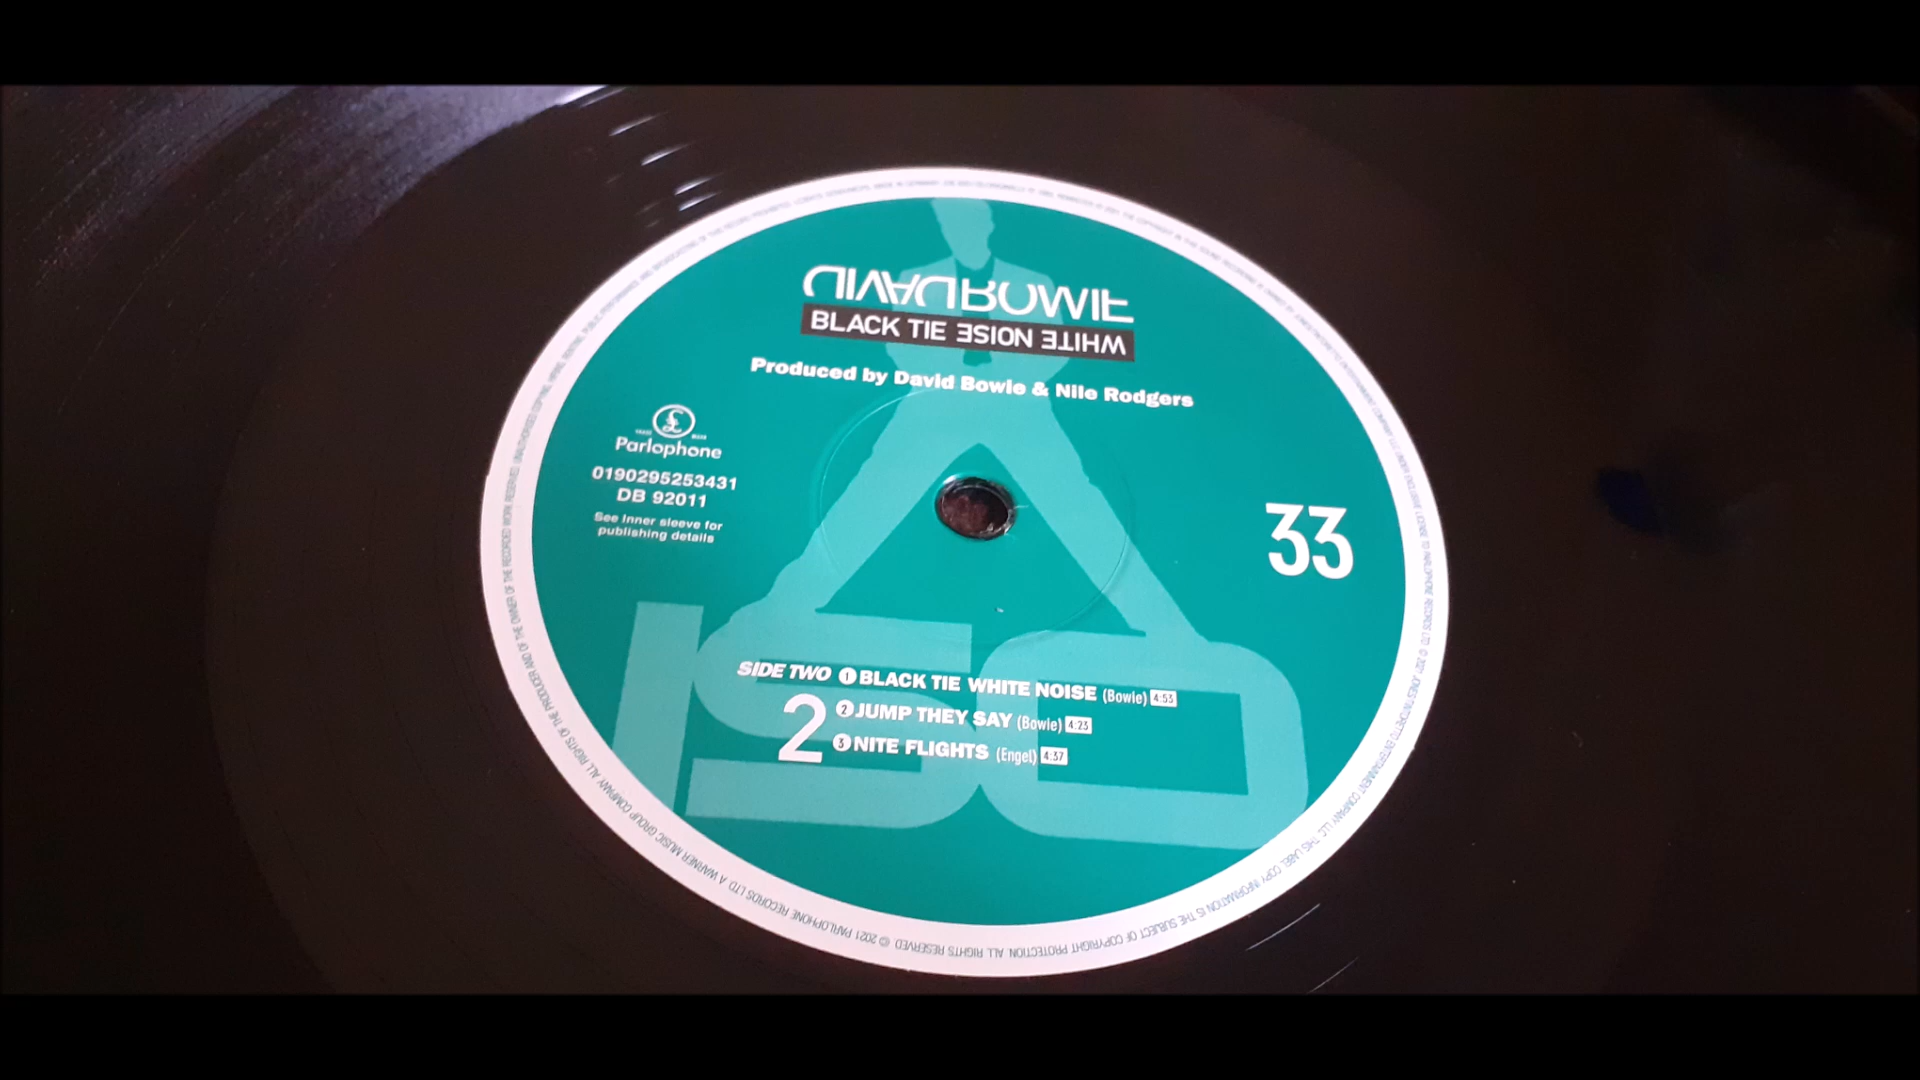 DAVID BOWIE
BLACK TIE WHITE NOISE
Produced by David Bowie & Nile Rodgers
Parlophone
0190295253431
DB 92011
See inner sleeve for
publishing details
33
SIDE TWO 1 BLACK TIE WHITE NOISE (Bowie) 4:53
2
2 JUMP THEY SAY (Bowie) 4:23
3 NITE FLIGHTS (Engel) 4:37
ALL RIGHTS OF THE PRODUCER AND OF THE OWNER OF THE RECORDED WORK RESERVED
© 2021 PARLOPHONE RECORDS LTD. A WARNER MUSIC GROUP COMPANY
THIS LABEL COPY INFORMATION IS THE SUBJECT OF COPYRIGHT PROTECTION. ALL RIGHTS RESERVED.